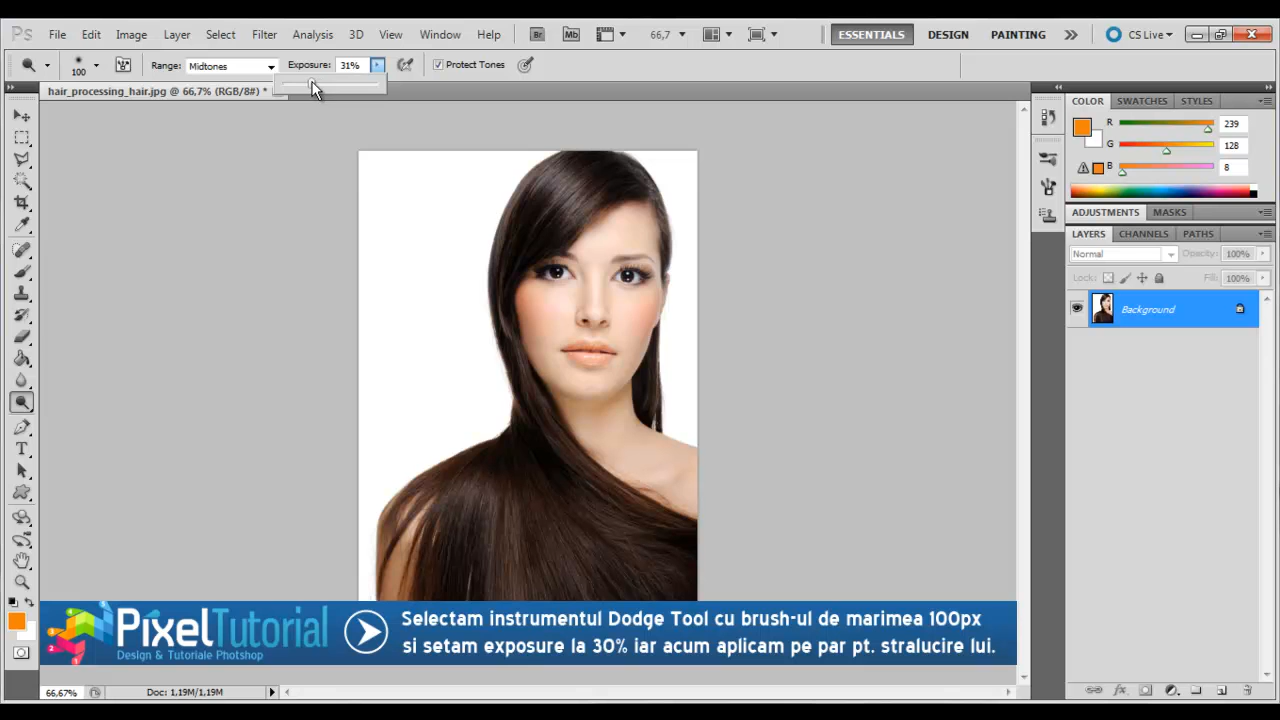 Ps File Edit Image Layer Select Filter Analysis 3D View Window Help Br Mb 66,7 ESSENTIALS DESIGN PAINTING CS Live
100 Range: Midtones Exposure: 31% Protect Tones
hair_processing_hair.jpg @ 66,7% (RGB/8#) *
COLOR SWATCHES STYLES
R 239
G 128
B 8
ADJUSTMENTS MASKS
LAYERS CHANNELS PATHS
Normal Opacity: 100%
Lock: Fill: 100%
Background
T
PixelTutorial
Design & Tutoriale Photshop
Selectam instrumentul Dodge Tool cu brush-ul de marimea 100px
si setam exposure la 30% iar acum aplicam pe par pt. stralucire lui.
66,67% Doc: 1,19M/1,19M
fx